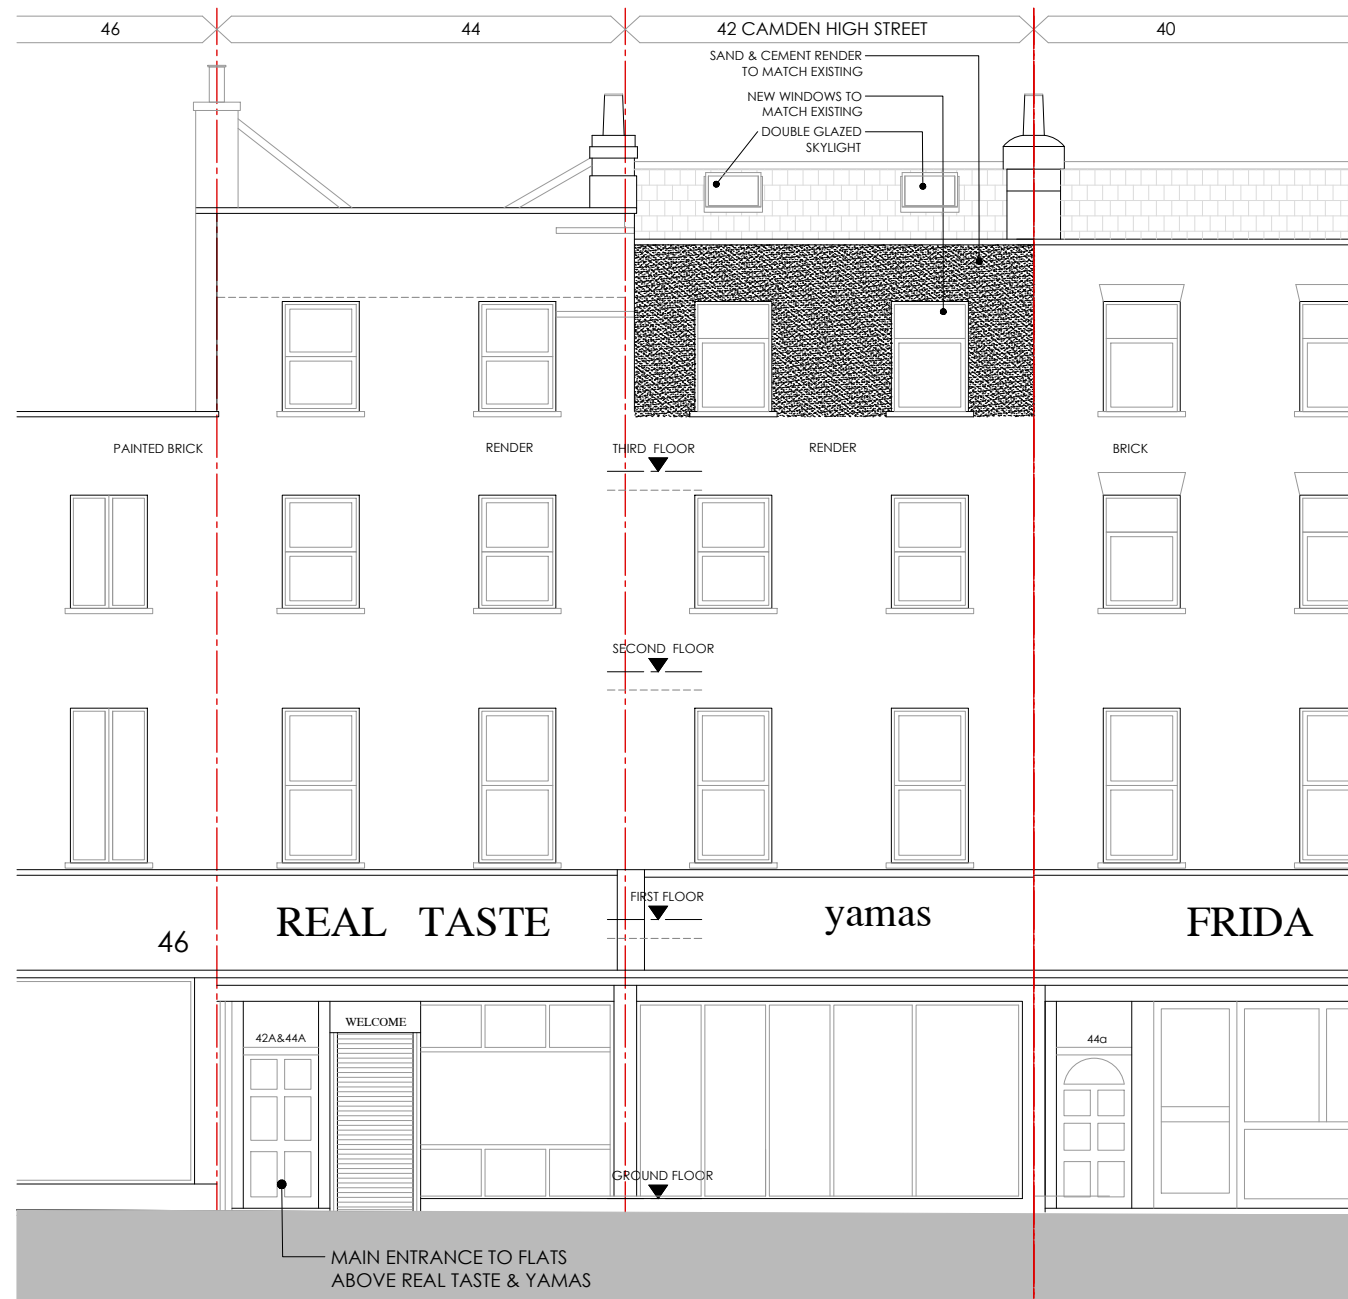 46
44
42 CAMDEN HIGH STREET
40
SAND & CEMENT RENDER
TO MATCH EXISTING
NEW WINDOWS TO
MATCH EXISTING
DOUBLE GLAZED
SKYLIGHT
PAINTED BRICK
RENDER
THIRD FLOOR
RENDER
BRICK
SECOND FLOOR
FIRST FLOOR
46
REAL TASTE
yamas
FRIDA
WELCOME
42A&44A
44a
GROUND FLOOR
MAIN ENTRANCE TO FLATS
ABOVE REAL TASTE & YAMAS